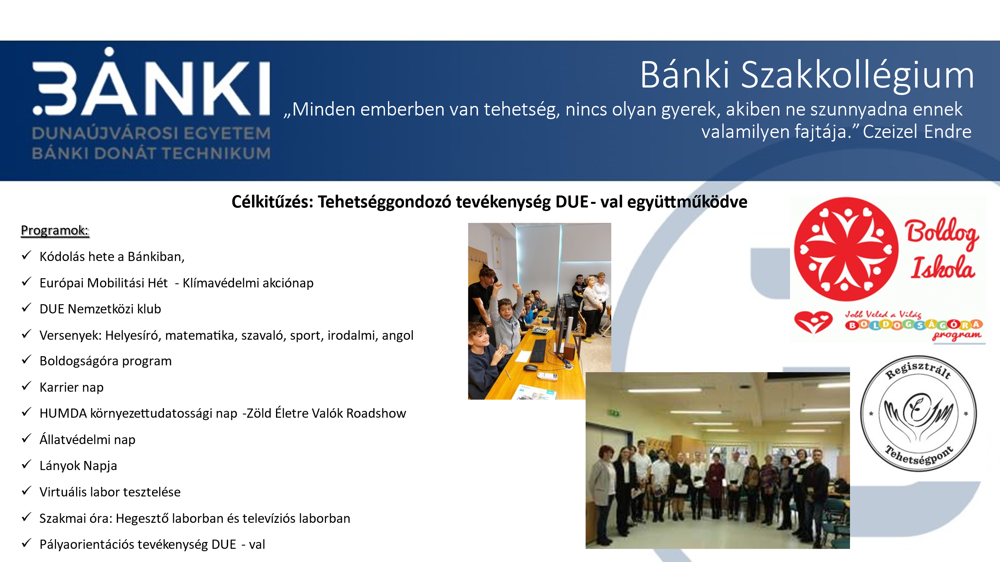 BÁNKI
DUNAÚJVÁROSI EGYETEM
BÁNKI DONÁT TECHNIKUM
Bánki Szakkollégium
„Minden emberben van tehetség, nincs olyan gyerek, akiben ne szunnyadna ennek
valamilyen fajtája.” Czeizel Endre
Célkitűzés: Tehetséggondozó tevékenység DUE - val együttműködve
Programok:
✓ Kódolás hete a Bánkiban,
✓ Európai Mobilitási Hét - Klímavédelmi akciónap
✓ DUE Nemzetközi klub
✓ Versenyek: Helyesíró, matematika, szavaló, sport, irodalmi, angol
✓ Boldogságóra program
✓ Karrier nap
✓ HUMDA környezettudatossági nap -Zöld Életre Valók Roadshow
✓ Állatvédelmi nap
✓ Lányok Napja
✓ Virtuális labor tesztelése
✓ Szakmai óra: Hegesztő laborban és televíziós laborban
✓ Pályaorientációs tevékenység DUE - val
Boldog
Iskola
Jobb Veled a Világ
BOLDOGSÁGÓRA
program
Regisztrált
Tehetségpont